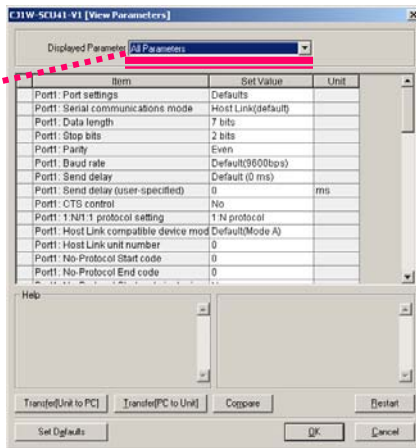 CJ1W-SCU41-V1 [View Parameters]
Displayed Parameter All Parameters
Item Set Value Unit
Port1: Port settings Defaults
Port1: Serial communications mode Host Link(default)
Port1: Data length 7 bits
Port1: Stop bits 2 bits
Port1: Parity Even
Port1: Baud rate Default(9600bps)
Port1: Send delay Default (0 ms)
Port1: Send delay (user-specified) 0 ms
Port1: CTS control No
Port1: 1:N/1:1 protocol setting 1:N protocol
Port1: Host Link compatible device mod Default(Mode A)
Port1: Host Link unit number 0
Port1: No-Protocol Start code 0
Port1: No-Protocol End code 0
Help
Transfer[Unit to PC] Transfer[PC to Unit] Compare Restart
Set Defaults OK Cancel